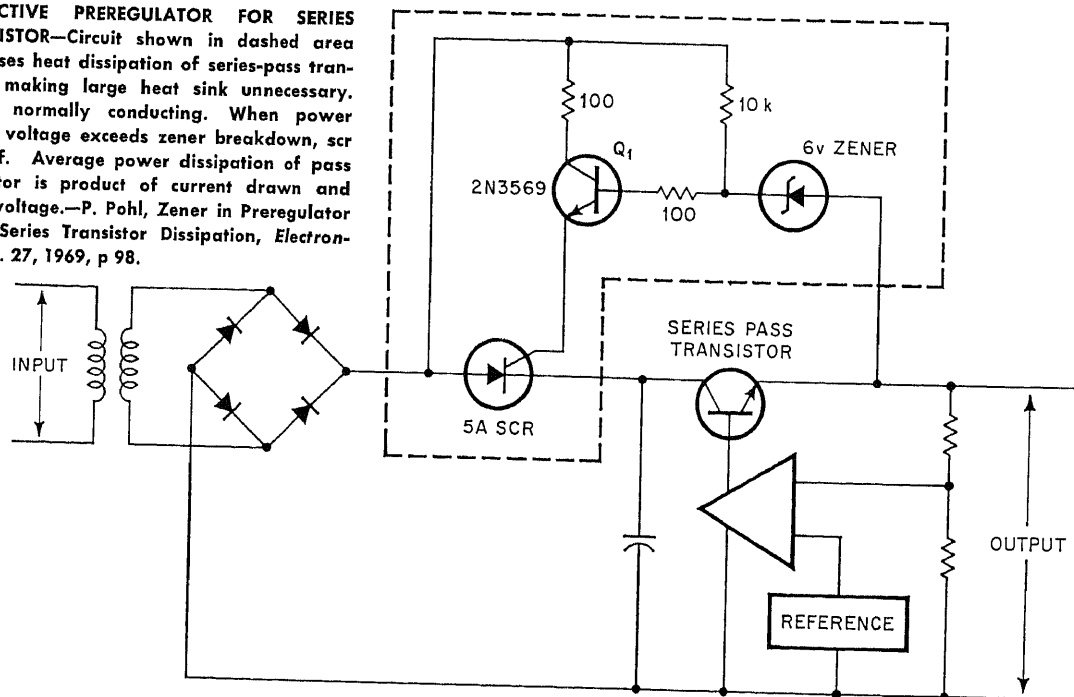 CTIVE PREREGULATOR FOR SERIES
ISTOR—Circuit shown in dashed area
ses heat dissipation of series-pass tran-
making large heat sink unnecessary.
normally conducting. When power
voltage exceeds zener breakdown, scr
f. Average power dissipation of pass
tor is product of current drawn and
voltage.—P. Pohl, Zener in Preregulator
Series Transistor Dissipation, Electron-
. 27, 1969, p 98.
100
10 k
Q1
6v ZENER
2N3569
100
SERIES PASS
TRANSISTOR
INPUT
5A SCR
OUTPUT
REFERENCE